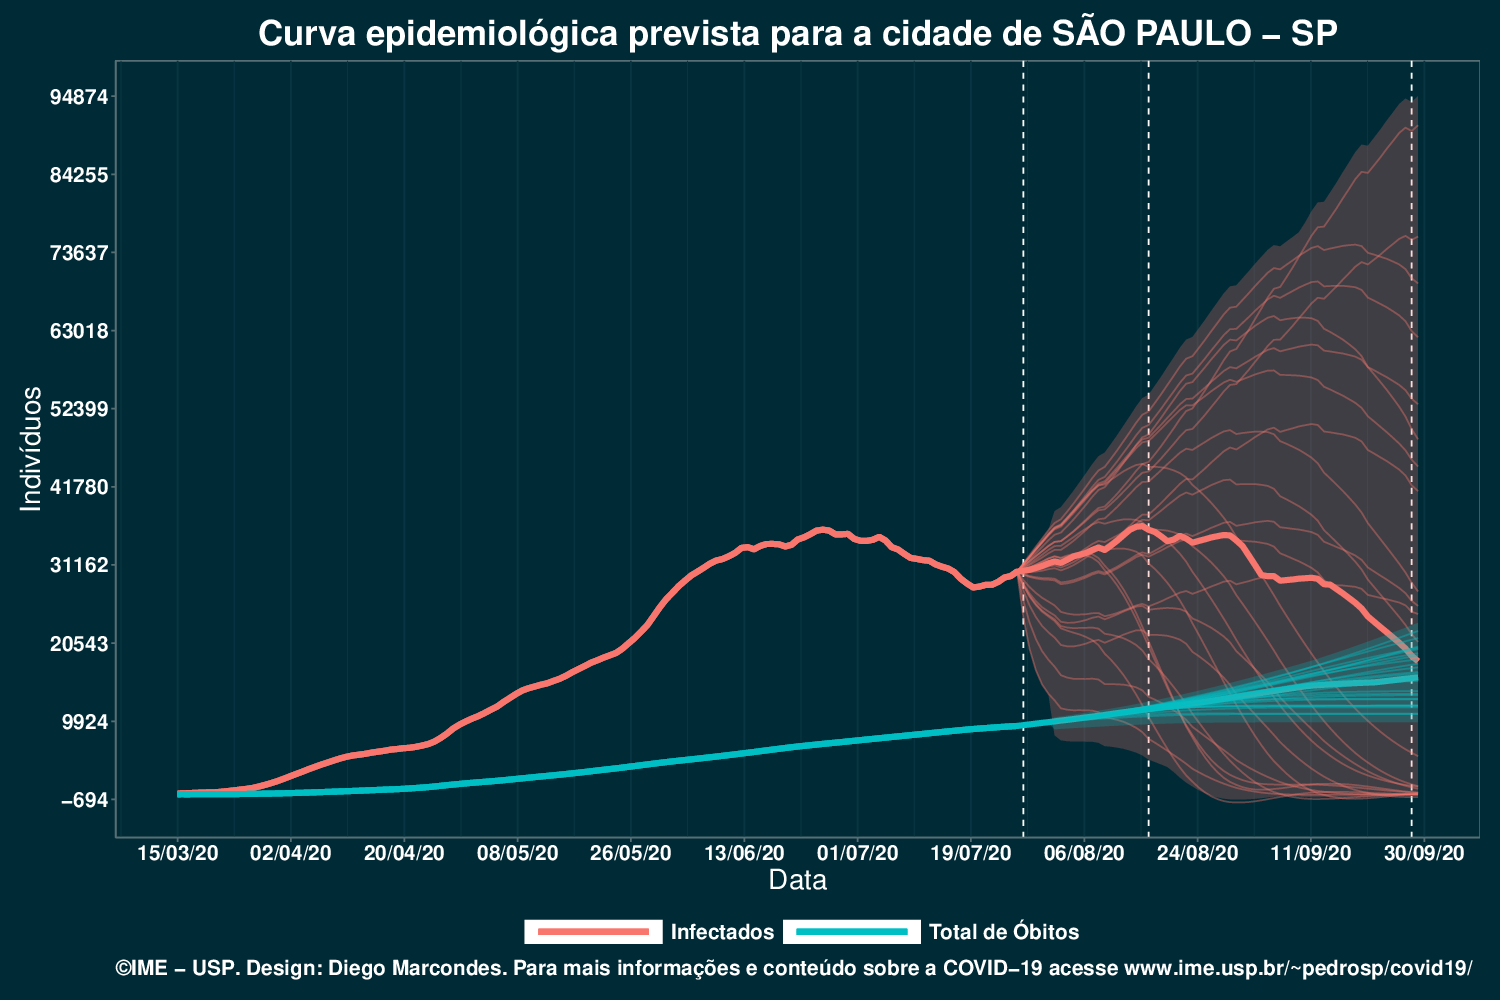 Curva epidemiológica prevista para a cidade de SÃO PAULO – SP
94874
84255
73637
63018
52399
41780
31162
20543
9924
−694
Indivíduos
15/03/20 02/04/20 20/04/20 08/05/20 26/05/20 13/06/20 01/07/20 19/07/20 06/08/20 24/08/20 11/09/20 30/09/20
Data
Infectados Total de Óbitos
©IME – USP. Design: Diego Marcondes. Para mais informações e conteúdo sobre a COVID−19 acesse www.ime.usp.br/~pedrosp/covid19/